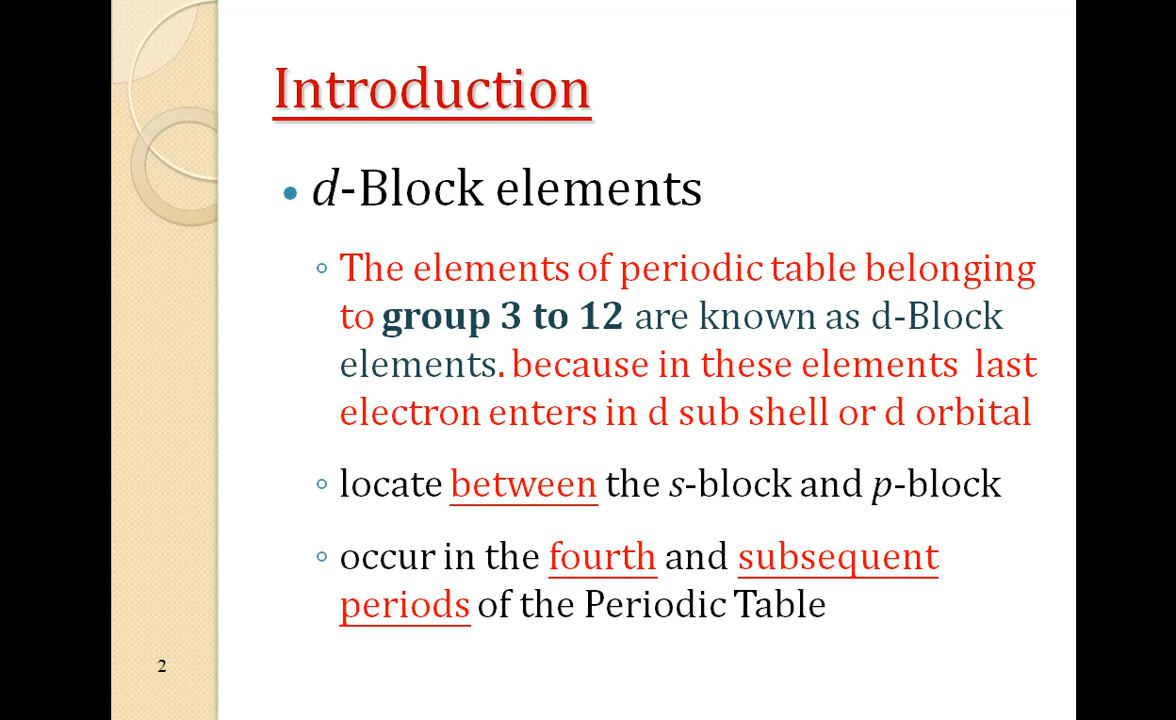 Introduction
• d-Block elements
◦ The elements of periodic table belonging
to group 3 to 12 are known as d-Block
elements. because in these elements last
electron enters in d sub shell or d orbital
◦ locate between the s-block and p-block
◦ occur in the fourth and subsequent
periods of the Periodic Table
2